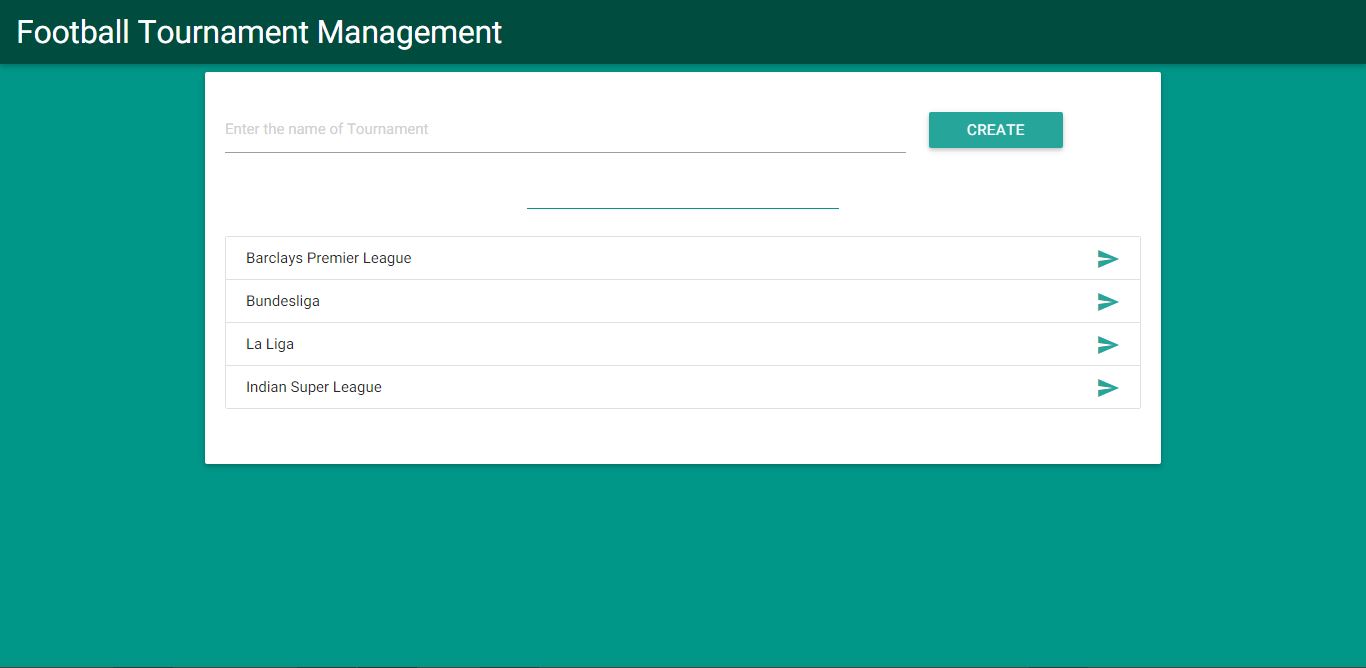 Football Tournament Management
Enter the name of Tournament
CREATE
Barclays Premier League
Bundesliga
La Liga
Indian Super League